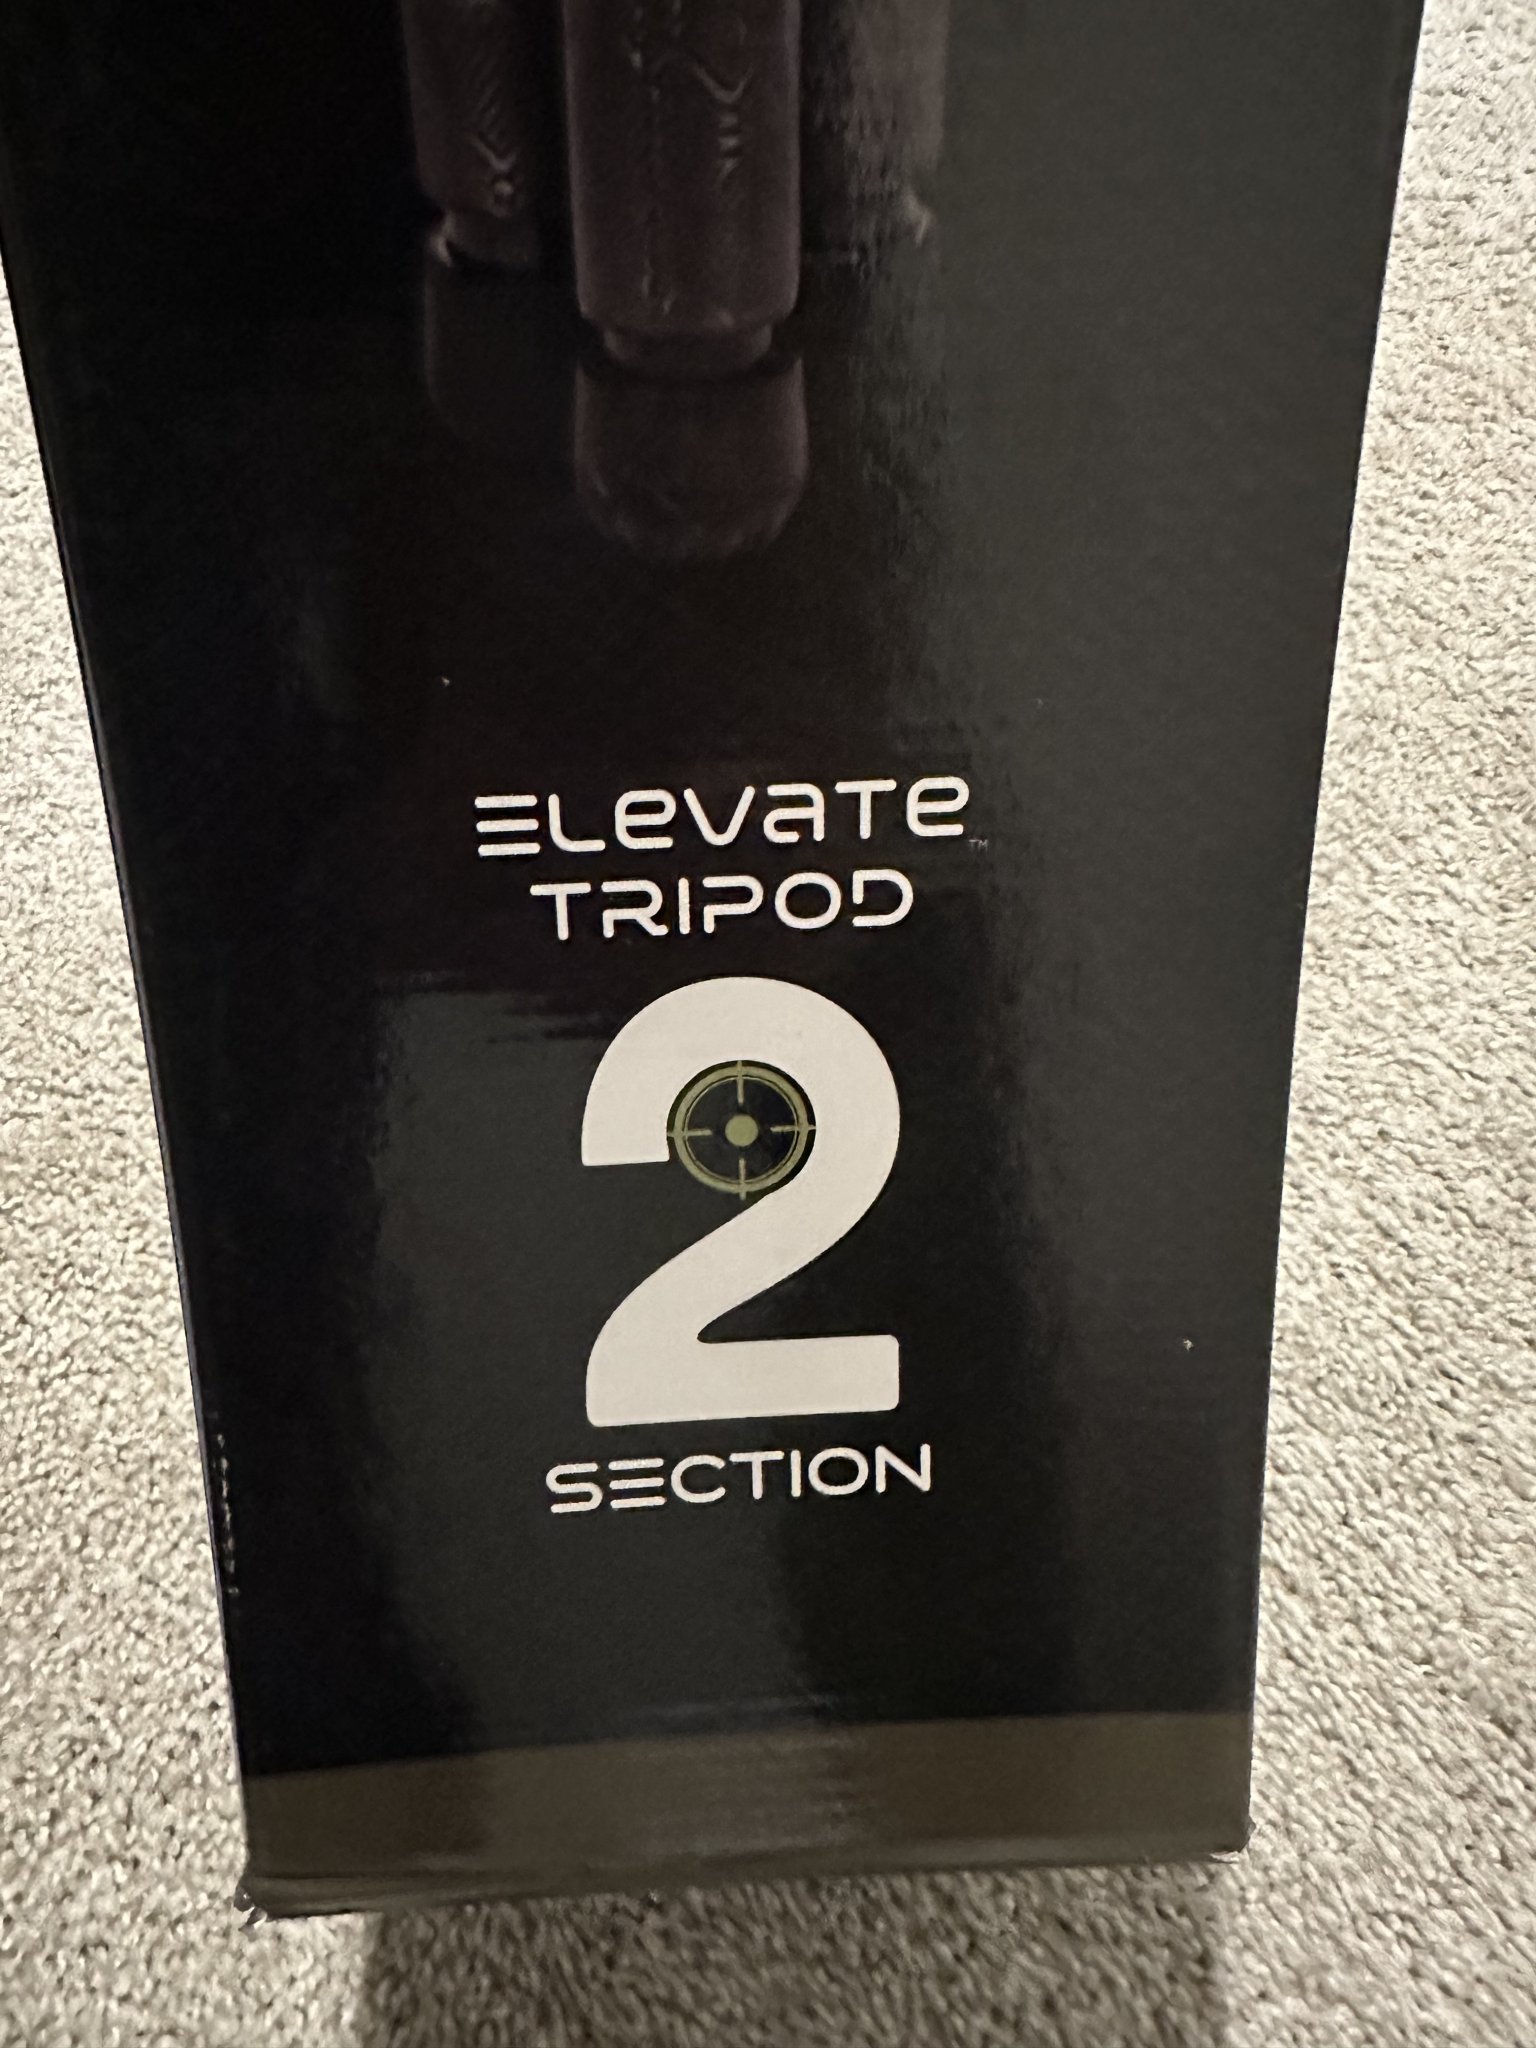 ELEVATE™
TRIPOD
2
SECTION